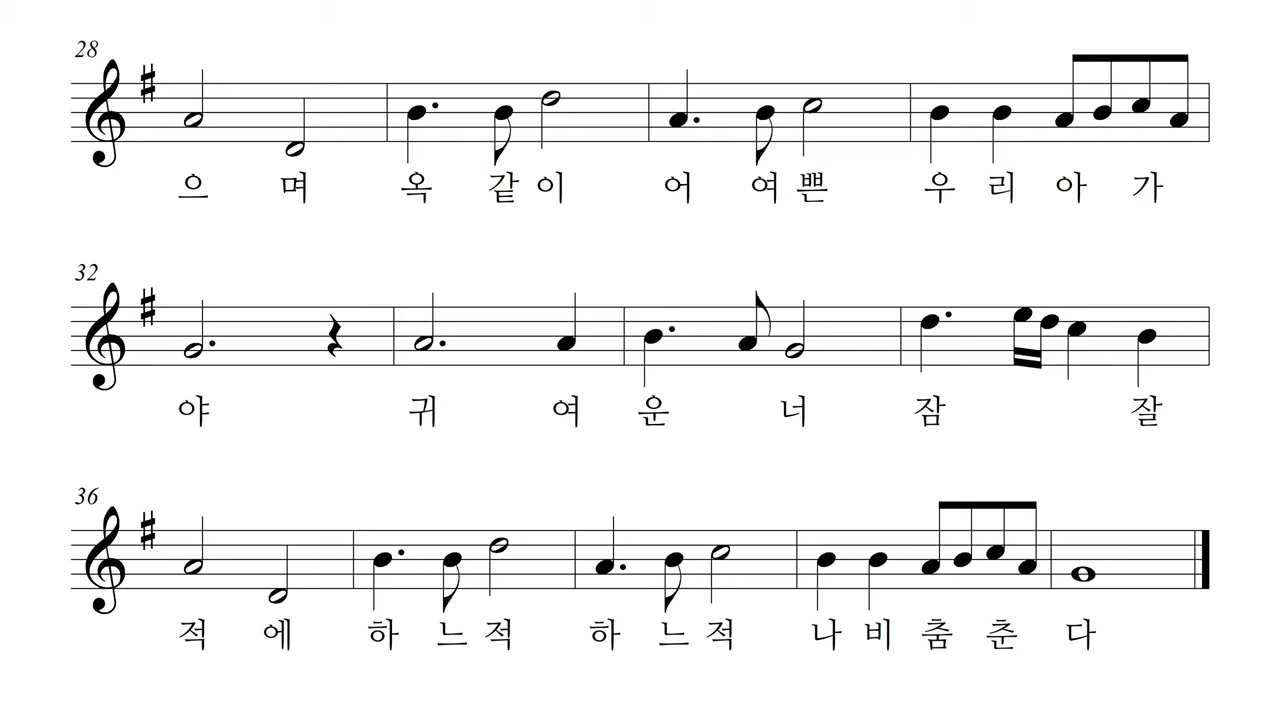 28
으 며 옥 같 이 어 여 쁜 우 리 아 가
32
야 귀 여 운 너 잠 잘
36
적 에 하 느 적 하 느 적 나 비 춤 춘 다